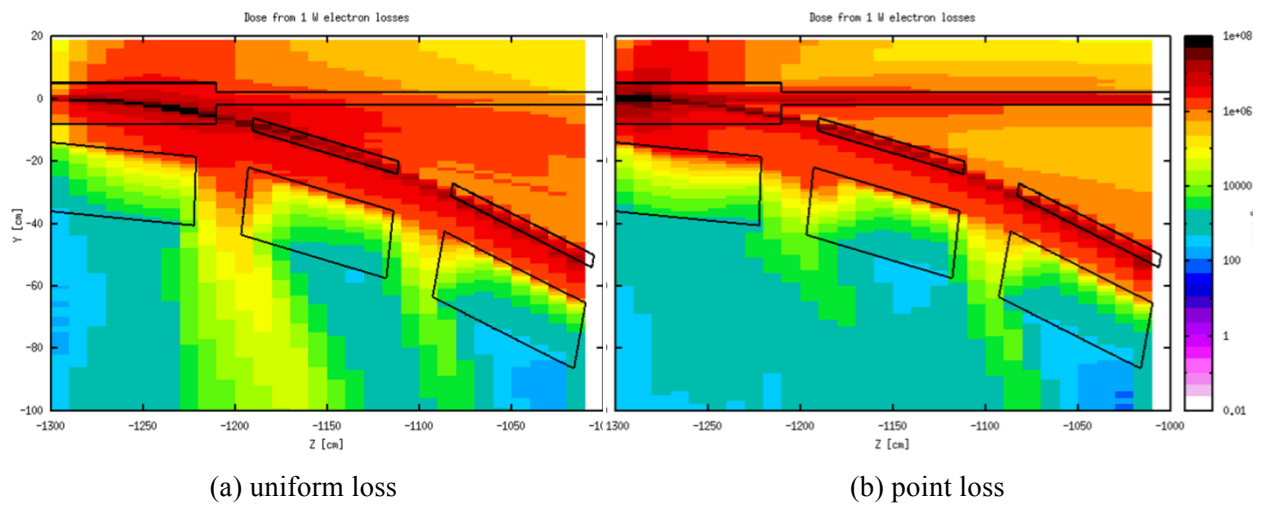 Dose from 1 W electron losses
Dose from 1 W electron losses
20
0
-20
-40
-60
-80
-100
Y [cm]
-1300
-1250
-1200
-1150
-1100
-1050
Z [cm]
-1300
-1250
-1200
-1150
-1100
-1050
-1000
Z [cm]
1e+08
1e+06
10000
100
1
0.01
(a) uniform loss
(b) point loss